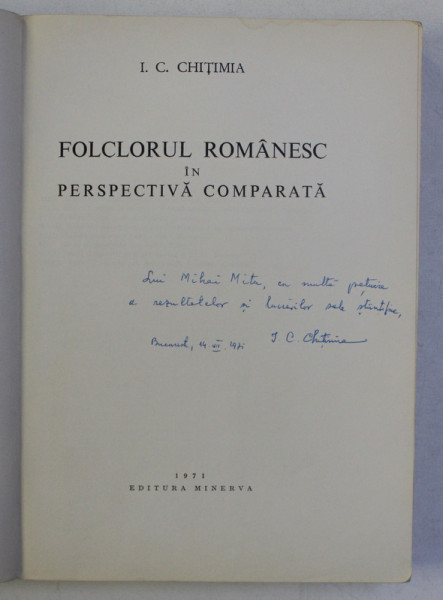 I. C. CHIȚIMIA
FOLCLORUL ROMÂNESC
ÎN
PERSPECTIVĂ COMPARATĂ
Lui Mihai Mitu, cu multă prețuire
a rezultatelor și lucrărilor sale științifice,
București, 14 VI 1971 I C Chițimia
1971
EDITURA MINERVA